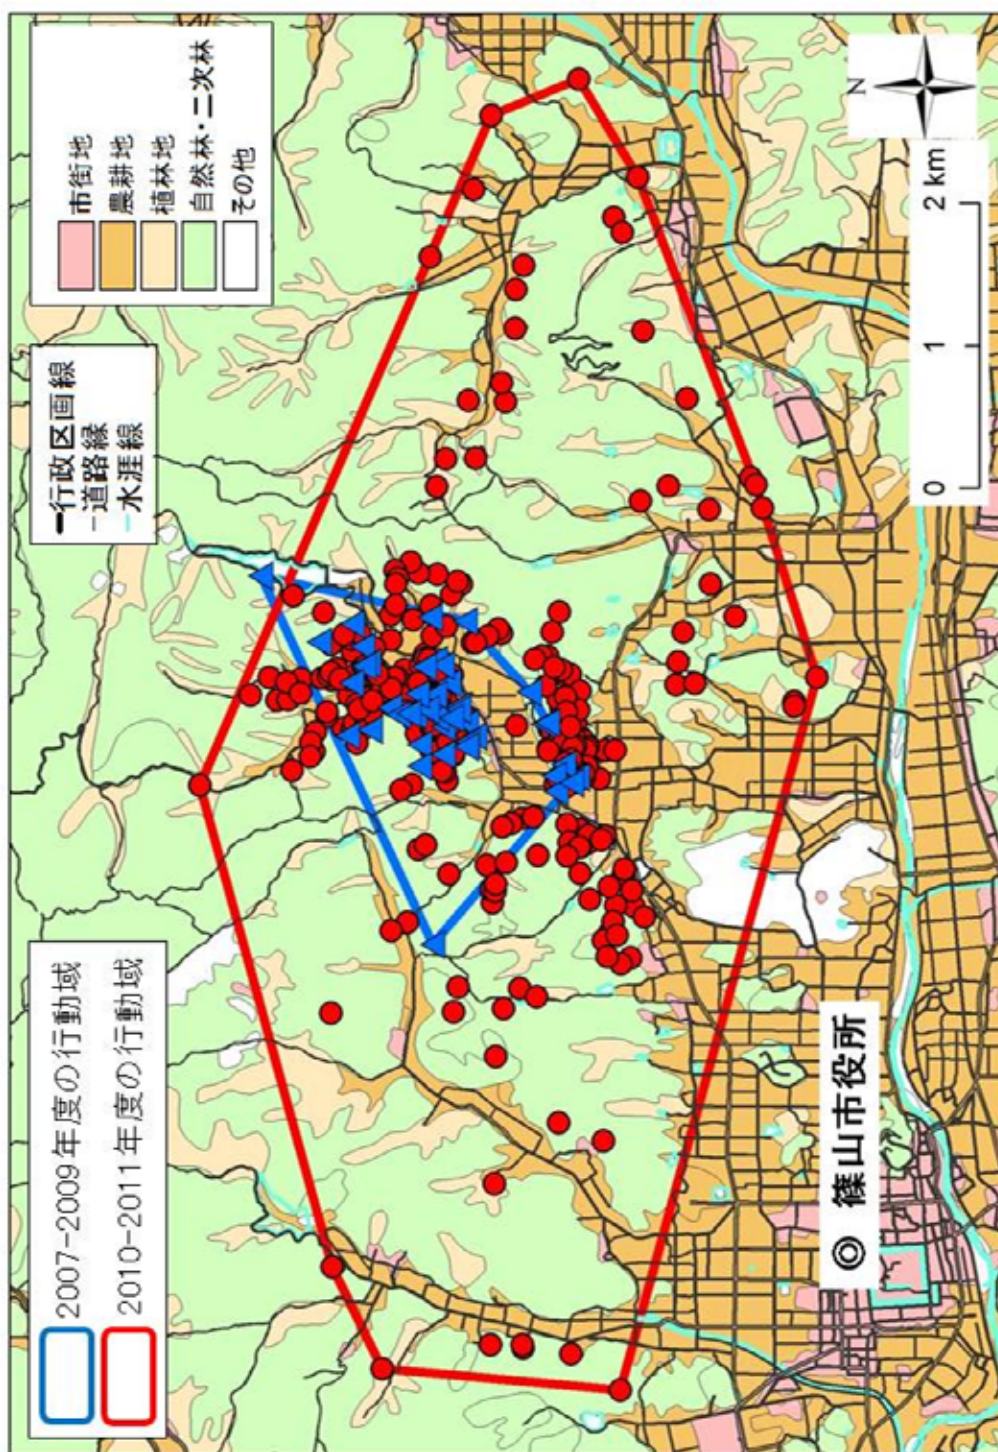 2007-2009年度の行動域
2010-2011年度の行動域
━行政区画線
－道路縁
－水涯線
市街地
農耕地
植林地
自然林・二次林
その他
◎ 篠山市役所
0 1 2 km
N